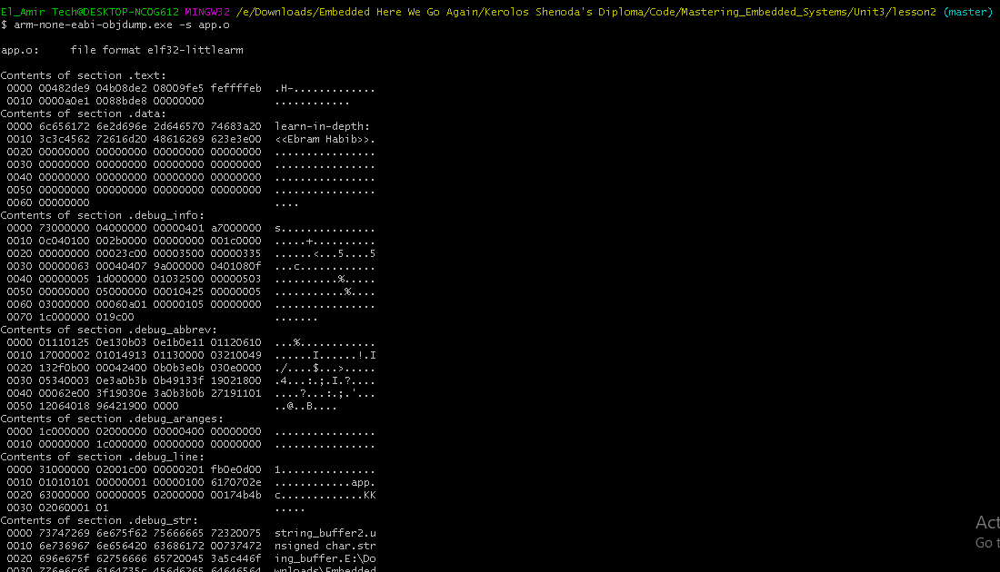 El_Amir Tech@DESKTOP-NCOG612 MINGW32 /e/Downloads/Embedded Here We Go Again/Kerolos Shenoda's Diploma/Code/Mastering_Embedded_Systems/Unit3/lesson2 (master)
$ arm-none-eabi-objdump.exe -s app.o
app.o:     file format elf32-littlearm
Contents of section .text:
 0000 00482de9 04b08de2 08009fe5 feffffeb  .H-.............
 0010 0000a0e1 0088bde8 00000000           ............
Contents of section .data:
 0000 6c656172 6e2d696e 2d646570 74683a20  learn-in-depth: 
 0010 3c3c4562 72616d20 48616269 623e3e00  <<Ebram Habib>>.
 0020 00000000 00000000 00000000 00000000  ................
 0030 00000000 00000000 00000000 00000000  ................
 0040 00000000 00000000 00000000 00000000  ................
 0050 00000000 00000000 00000000 00000000  ................
 0060 00000000                             ....
Contents of section .debug_info:
 0000 73000000 04000000 00000401 a7000000  s...............
 0010 0c040100 002b0000 00000000 001c0000  .....+..........
 0020 00000000 00023c00 00003500 00000335  ......<...5....5
 0030 00000063 00040407 9a000000 0401080f  ...c............
 0040 00000005 1d000000 01032500 00000503  ..........%.....
 0050 00000000 05000000 00010425 00000005  ...........%....
 0060 03000000 00060a01 00000105 00000000  ................
 0070 1c000000 019c00                      .......
Contents of section .debug_abbrev:
 0000 01110125 0e130b03 0e1b0e11 01120610  ...%............
 0010 17000002 01014913 01130000 03210049  ......I......!.I
 0020 132f0b00 00042400 0b0b3e0b 030e0000  ./....$...>.....
 0030 05340003 0e3a0b3b 0b49133f 19021800  .4...:.;.I.?....
 0040 00062e00 3f19030e 3a0b3b0b 27191101  ....?...:.;.'...
 0050 12064018 96421900 0000               ..@..B....
Contents of section .debug_aranges:
 0000 1c000000 02000000 00000400 00000000  ................
 0010 00000000 1c000000 00000000 00000000  ................
Contents of section .debug_line:
 0000 31000000 02001c00 00000201 fb0e0d00  1...............
 0010 01010101 00000001 00000100 6170702e  ............app.
 0020 63000000 00000005 02000000 00174b4b  c.............KK
 0030 02060001 01                          .....
Contents of section .debug_str:
 0000 73747269 6e675f62 75666665 72320075  string_buffer2.u
 0010 6e736967 6e656420 63686172 00737472  nsigned char.str
 0020 696e675f 62756666 65720045 3a5c446f  ing_buffer.E:\Do
 0030 776e6c6f 6164735c 456d6265 64646564  wnloads\Embedded
Act
Go t